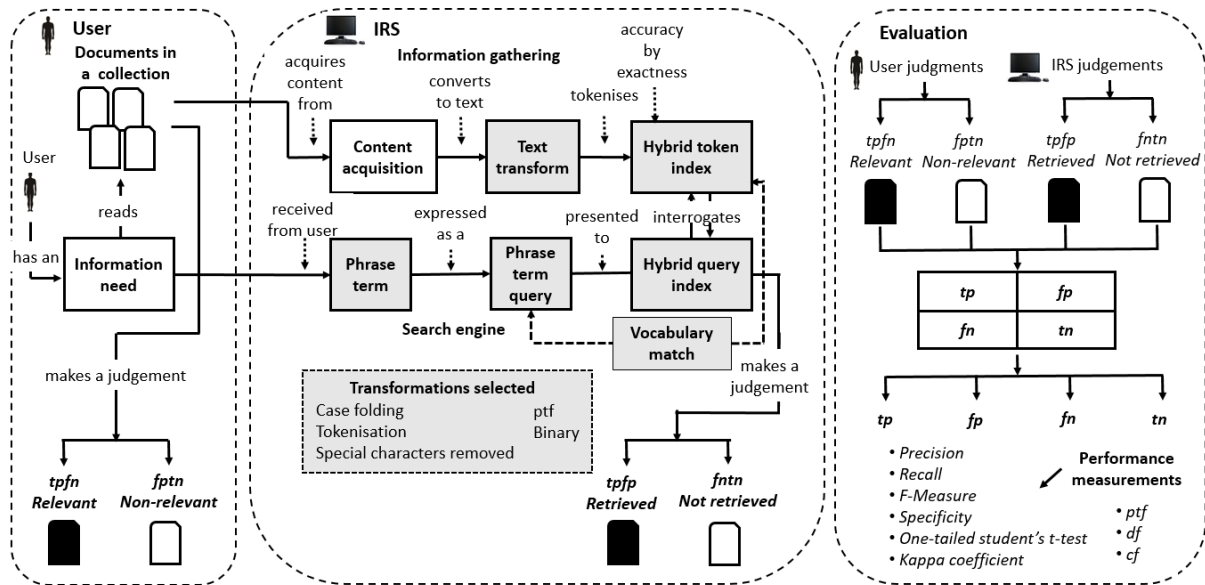 User
Documents in
a collection
User
reads
has an
Information
need
makes a judgement
tpfn
Relevant
fptn
Non-relevant
IRS
Information gathering
acquires
content
from
converts
to text
tokenises
accuracy
by
exactness
Content
acquisition
Text
transform
Hybrid token
index
received
from user
expressed
as a
presented
to
interrogates
Phrase
term
Phrase
term
query
Hybrid query
index
Search engine
Vocabulary
match
makes a
judgement
Transformations selected
Case folding ptf
Tokenisation Binary
Special characters removed
tpfp
Retrieved
fntn
Not retrieved
Evaluation
User judgments
IRS judgements
tpfn
Relevant
fptn
Non-relevant
tpfp
Retrieved
fntn
Not retrieved
tp fp
fn tn
tp fp fn tn
• Precision
• Recall
• F-Measure
• Specificity
• One-tailed student's t-test
• Kappa coefficient
Performance
measurements
• ptf
• df
• cf